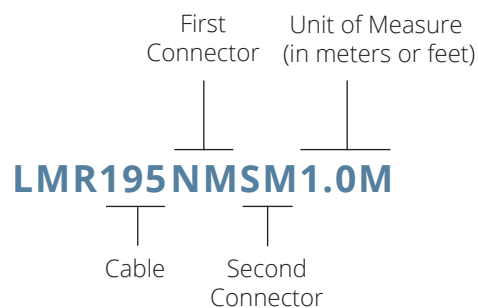 First
Connector
Unit of Measure
(in meters or feet)
LMR195NMSM1.0M
Cable
Second
Connector